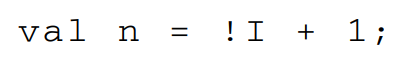 val n = !I + 1;